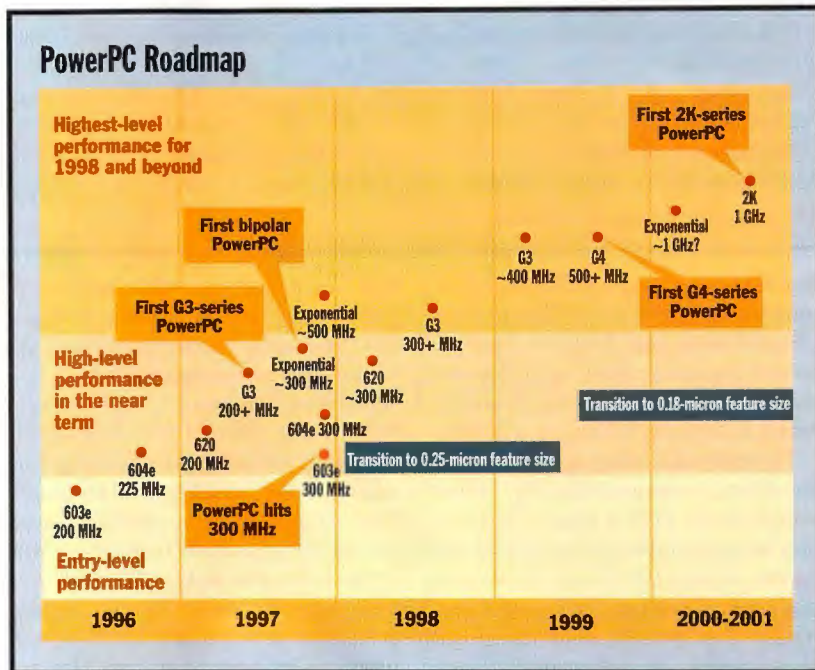 PowerPC Roadmap
Highest-level
performance for
1998 and beyond
First 2K-series
PowerPC
2K
1 GHz
Exponential
~1 GHz?
First bipolar
PowerPC
G3
~400 MHz
G4
500+ MHz
First G4-series
PowerPC
First G3-series
PowerPC
Exponential
~500 MHz
G3
300+ MHz
High-level
performance
in the near
term
G3
200+ MHz
Exponential
~300 MHz
620
~300 MHz
Transition to 0.18-micron feature size
604e 300 MHz
620
200 MHz
604e
225 MHz
Transition to 0.25-micron feature size
603e
300 MHz
PowerPC hits
300 MHz
603e
200 MHz
Entry-level
performance
1996
1997
1998
1999
2000-2001